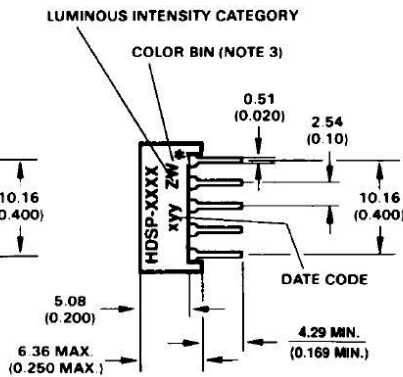 LUMINOUS INTENSITY CATEGORY
COLOR BIN (NOTE 3)
0.51
(0.020)
2.54
(0.10)
10.16
0.400)
HDSP-XXXX
xyy ZW
*
10.16
(0.400)
DATE CODE
5.08
(0.200)
4.29 MIN.
(0.169 MIN.)
6.36 MAX.
(0.250 MAX.)